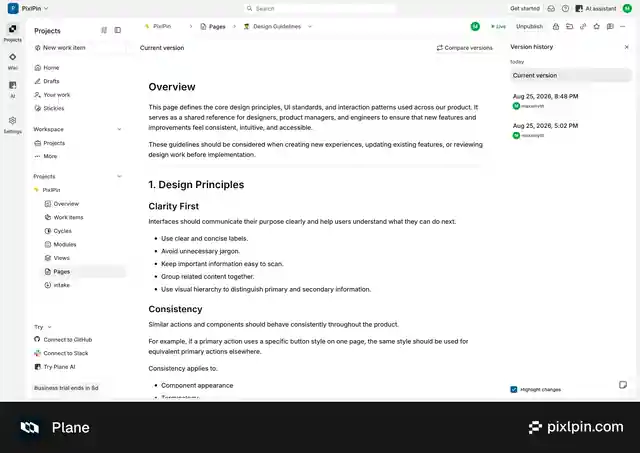 PixlPin
Search
Get started
AI assistant
M
Projects
Wiki
AI
Settings
Projects
New work item
Home
Drafts
Your work
Stickies
Workspace
Projects
More
Projects
PixlPin
Overview
Work items
Cycles
Modules
Views
Pages
Intake
Try
Connect to GitHub
Connect to Slack
Try Plane AI
Business trial ends in 8d
PixlPin
Pages
Design Guidelines
M
Live
Unpublish
Current version
Compare versions
Overview
This page defines the core design principles, UI standards, and interaction patterns used across our product. It
serves as a shared reference for designers, product managers, and engineers to ensure that new features and
improvements feel consistent, intuitive, and accessible.
These guidelines should be considered when creating new experiences, updating existing features, or reviewing
design work before implementation.
1. Design Principles
Clarity First
Interfaces should communicate their purpose clearly and help users understand what they can do next.
Use clear and concise labels.
Avoid unnecessary jargon.
Keep important information easy to scan.
Group related content together.
Use visual hierarchy to distinguish primary and secondary information.
Consistency
Similar actions and components should behave consistently throughout the product.
For example, if a primary action uses a specific button style on one page, the same style should be used for
equivalent primary actions elsewhere.
Consistency applies to:
Component appearance
Terminology
Version history
Today
Current version
Aug 25, 2026, 8:48 PM
Aug 25, 2026, 5:02 PM
Highlight changes
Plane
pixlpin.com